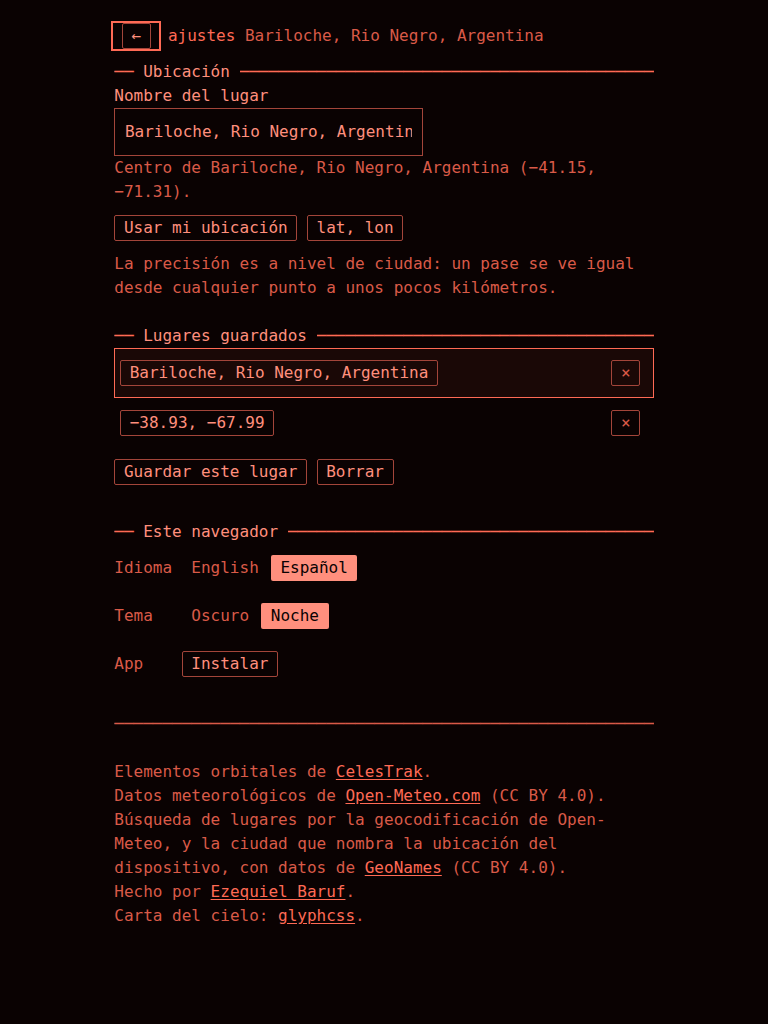 ← ajustes Bariloche, Rio Negro, Argentina
Ubicación
Nombre del lugar
Bariloche, Rio Negro, Argentin
Centro de Bariloche, Rio Negro, Argentina (−41.15,
−71.31).
Usar mi ubicación lat, lon
La precisión es a nivel de ciudad: un pase se ve igual
desde cualquier punto a unos pocos kilómetros.
Lugares guardados
Bariloche, Rio Negro, Argentina ×
−38.93, −67.99 ×
Guardar este lugar Borrar
Este navegador
Idioma English Español
Tema Oscuro Noche
App Instalar
Elementos orbitales de CelesTrak.
Datos meteorológicos de Open-Meteo.com (CC BY 4.0).
Búsqueda de lugares por la geocodificación de Open-
Meteo, y la ciudad que nombra la ubicación del
dispositivo, con datos de GeoNames (CC BY 4.0).
Hecho por Ezequiel Baruf.
Carta del cielo: glyphcss.